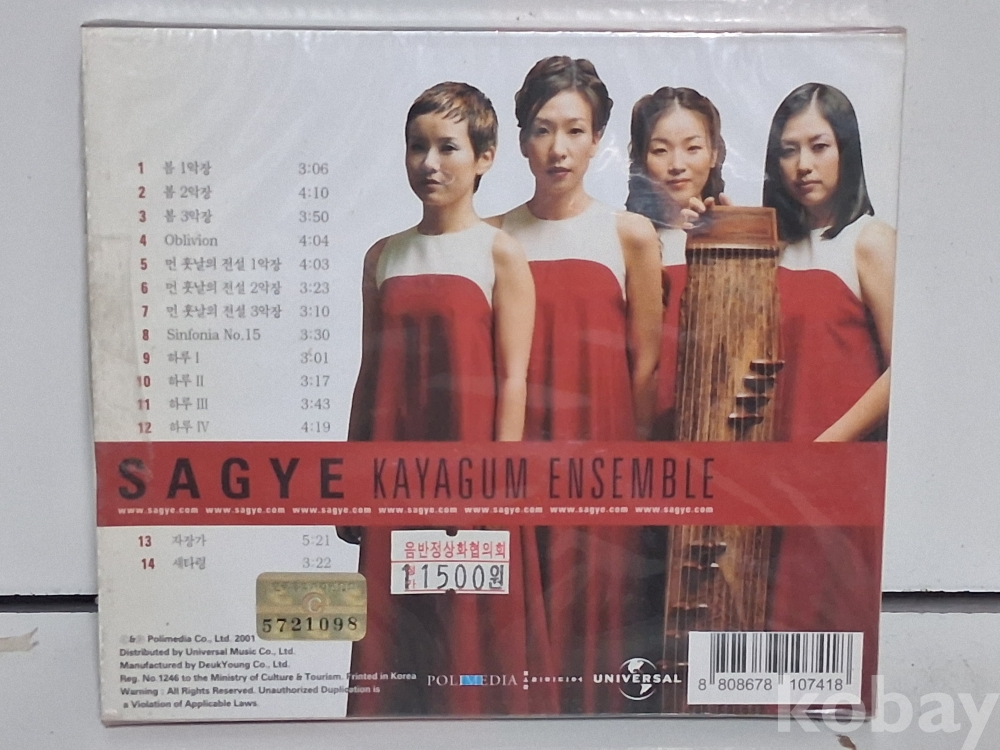 1 봄 1악장 3:06
2 봄 2악장 4:10
3 봄 3악장 3:50
4 Oblivion 4:04
5 먼 훗날의 전설 1악장 4:03
6 먼 훗날의 전설 2악장 3:23
7 먼 훗날의 전설 3악장 3:10
8 Sinfonia No.15 3:30
9 하루 I 3:01
10 하루 II 3:17
11 하루 III 3:43
12 하루 IV 4:19
SAGYE KAYAGUM ENSEMBLE
www.sagye.com www.sagye.com www.sagye.com www.sagye.com www.sagye.com www.sagye.com www.sagye.com
13 자장가 5:21
14 새타령 3:22
음반정상화협의회
11500원
5721098
Polimedia Co., Ltd. 2001
Distributed by Universal Music Co., Ltd.
Manufactured by DeukYoung Co., Ltd.
Reg. No.1246 to the Ministry of Culture & Tourism. Printed in Korea
Warning : All Rights Reserved. Unauthorized Duplication is
a Violation of Applicable Laws.
POLIMEDIA
UNIVERSAL
8 808678 107418
kobay